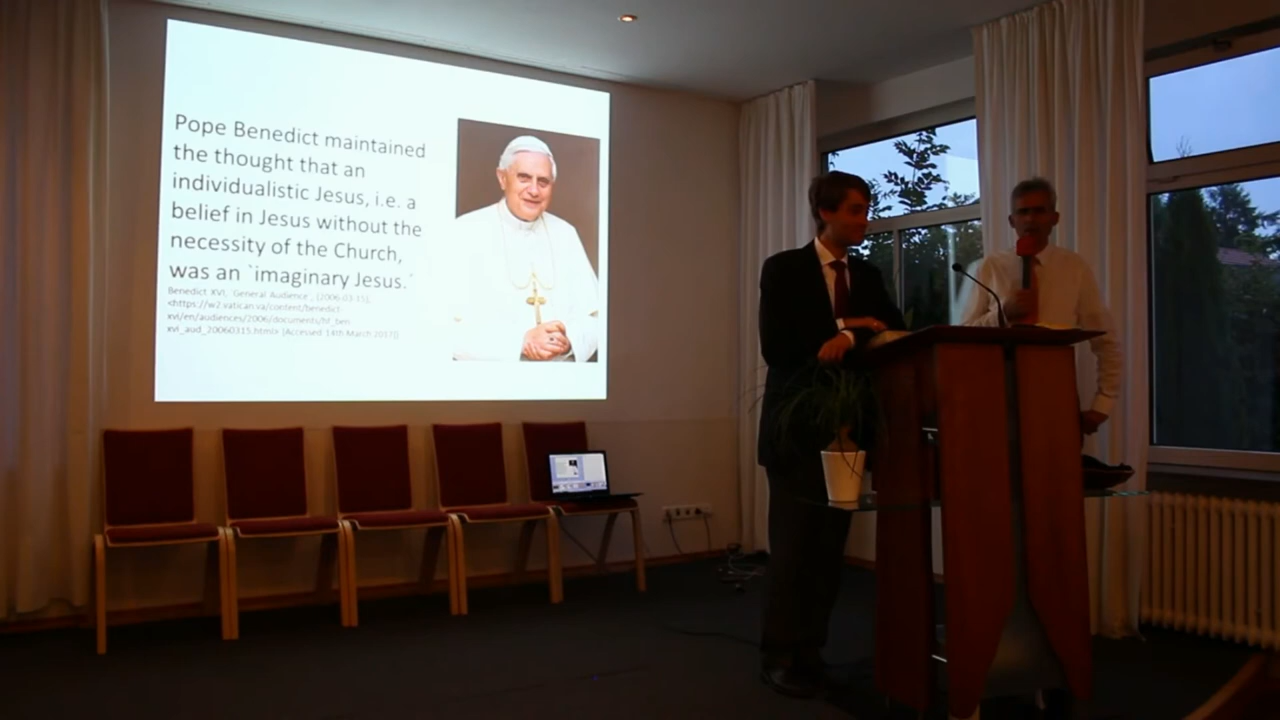 Pope Benedict maintained
the thought that an
individualistic Jesus, i.e. a
belief in Jesus without the
necessity of the Church,
was an `imaginary Jesus.´
Benedict XVI, `General Audience´, (2006-03-15),
<https://w2.vatican.va/content/benedict-
xvi/en/audiences/2006/documents/hf_ben-
xvi_aud_20060315.html> [Accessed 14th March 2017])